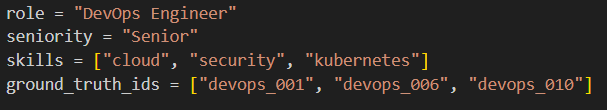 role = "DevOps Engineer"
seniority = "Senior"
skills = ["cloud", "security", "kubernetes"]
ground_truth_ids = ["devops_001", "devops_006", "devops_010"]